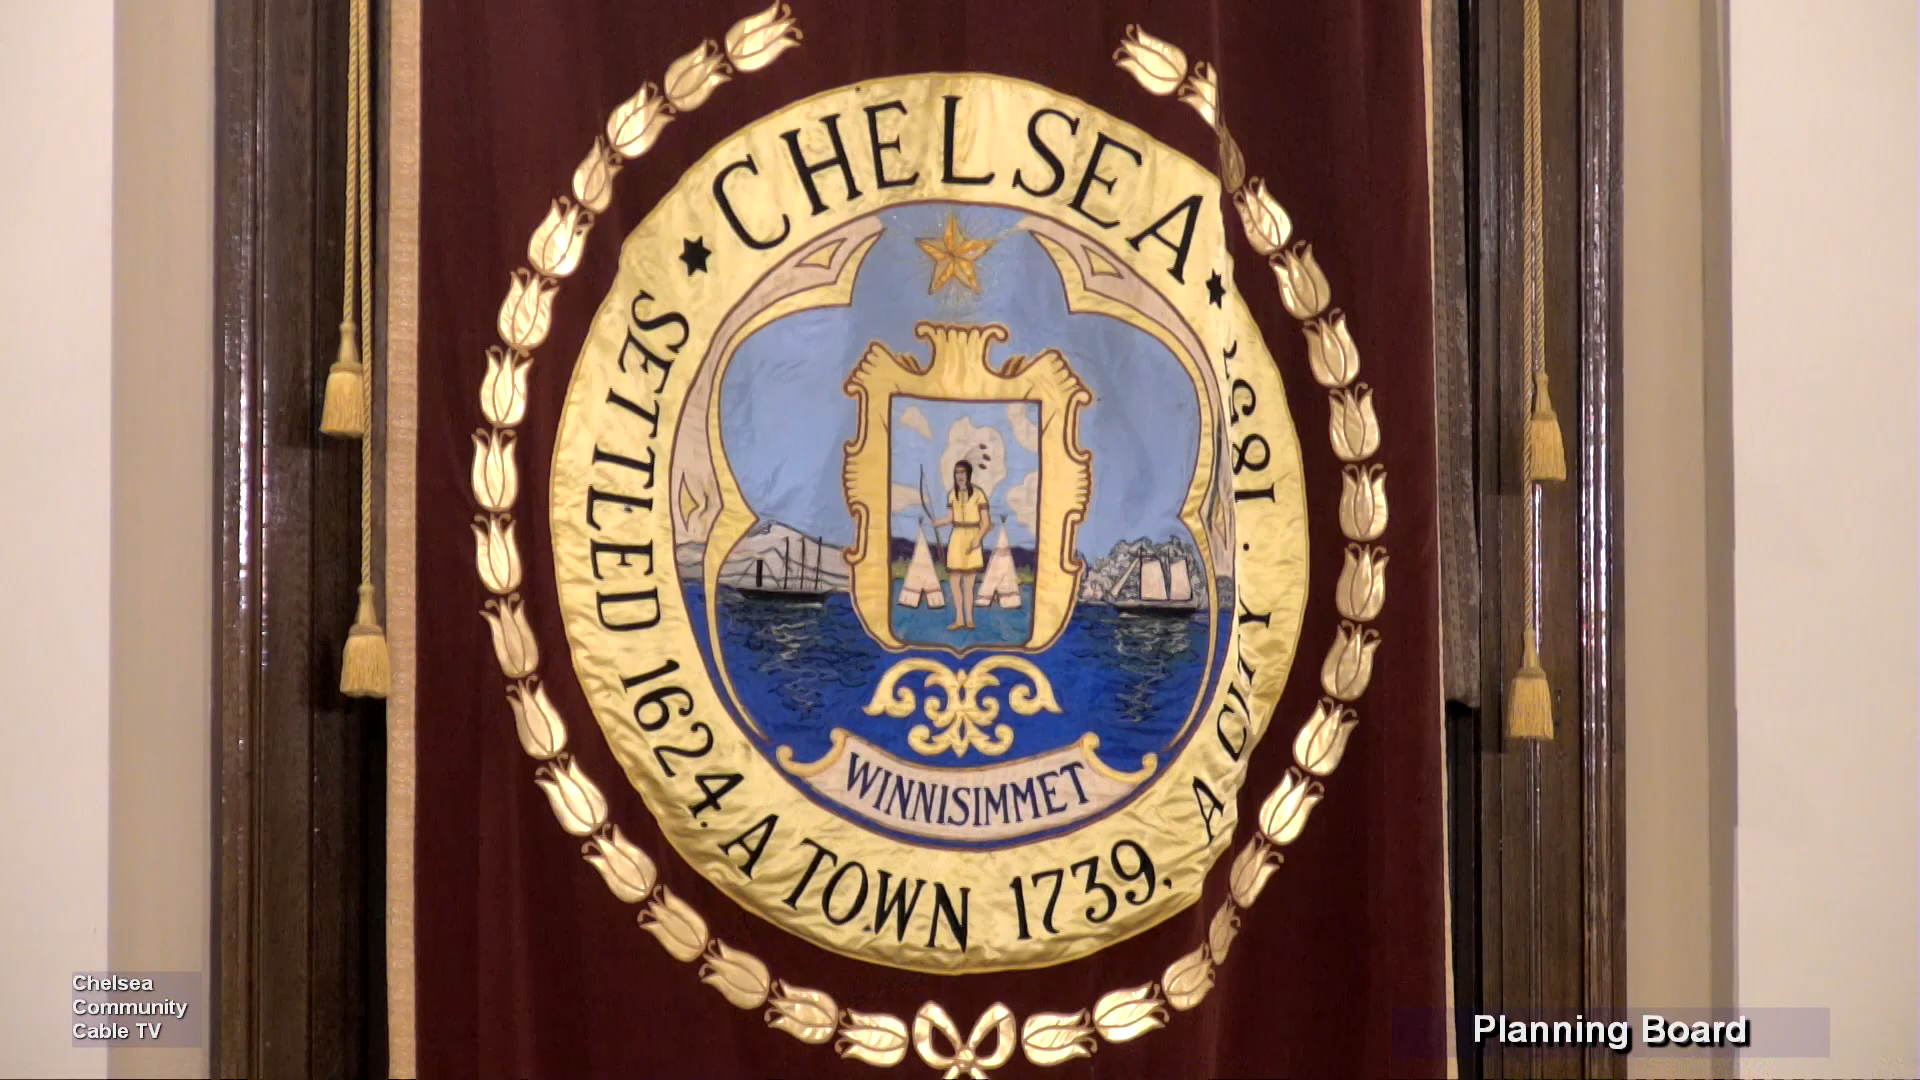 CHELSEA
SETTLED 1624. A TOWN 1739. A CITY . 1857
WINNISIMMET
Chelsea
Community
Cable TV
Planning Board